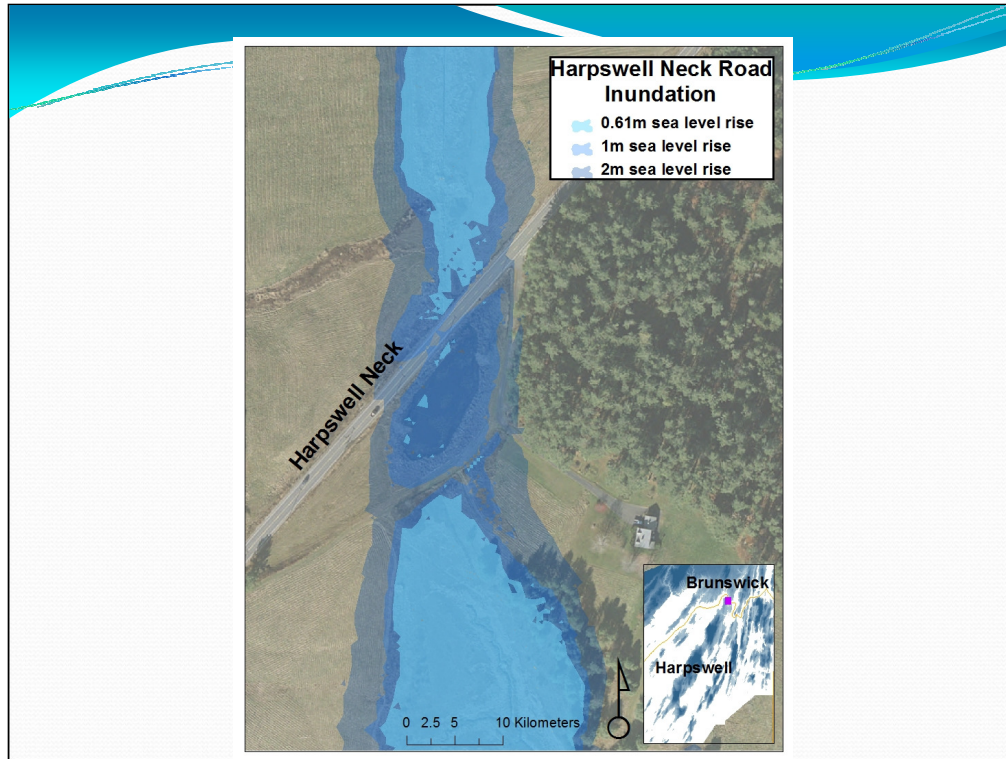 Harpswell Neck Road
Inundation
0.61m sea level rise
1m sea level rise
2m sea level rise
Harpswell Neck
Brunswick
Harpswell
0 2.5 5 10 Kilometers